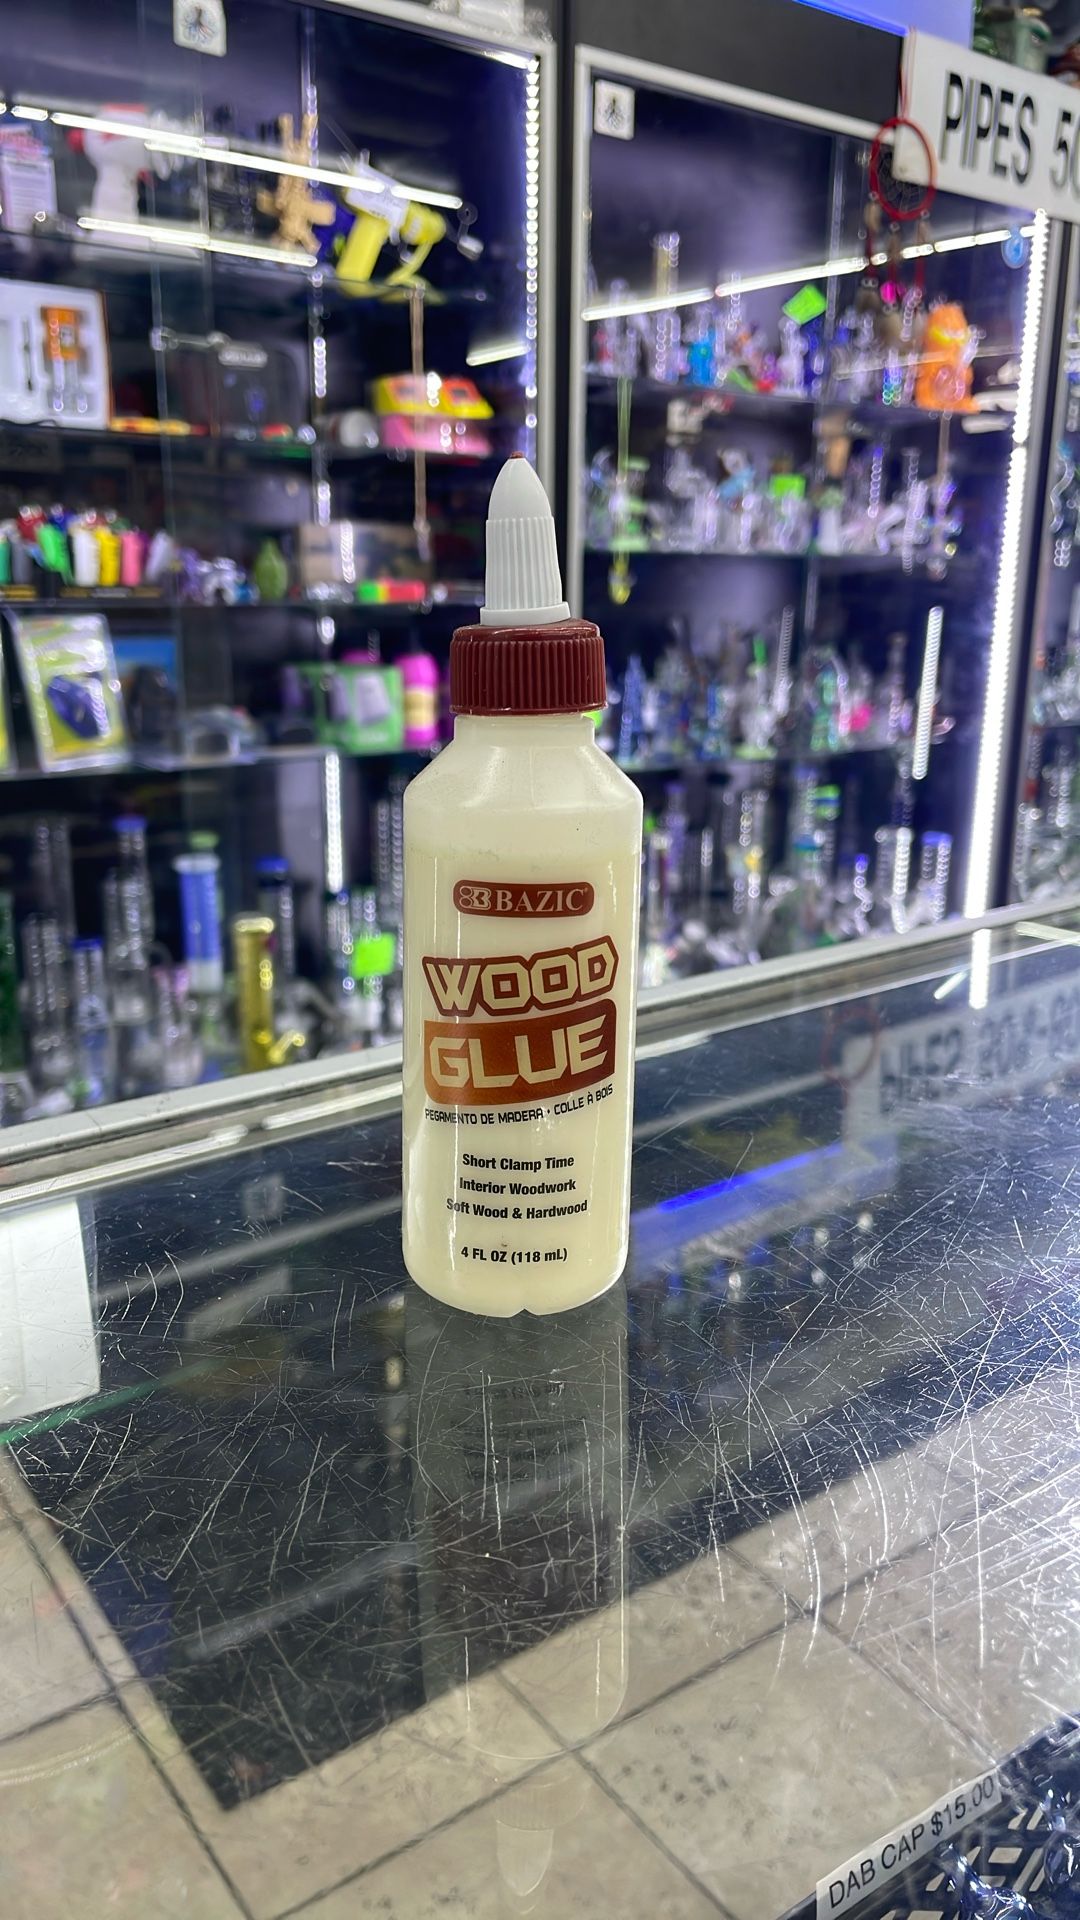 PIPES 50
BAZIC
WOOD
GLUE
PEGAMENTO DE MADERA • COLLE À BOIS
Short Clamp Time
Interior Woodwork
Soft Wood & Hardwood
4 FL OZ (118 mL)
DAB CAP $15.00